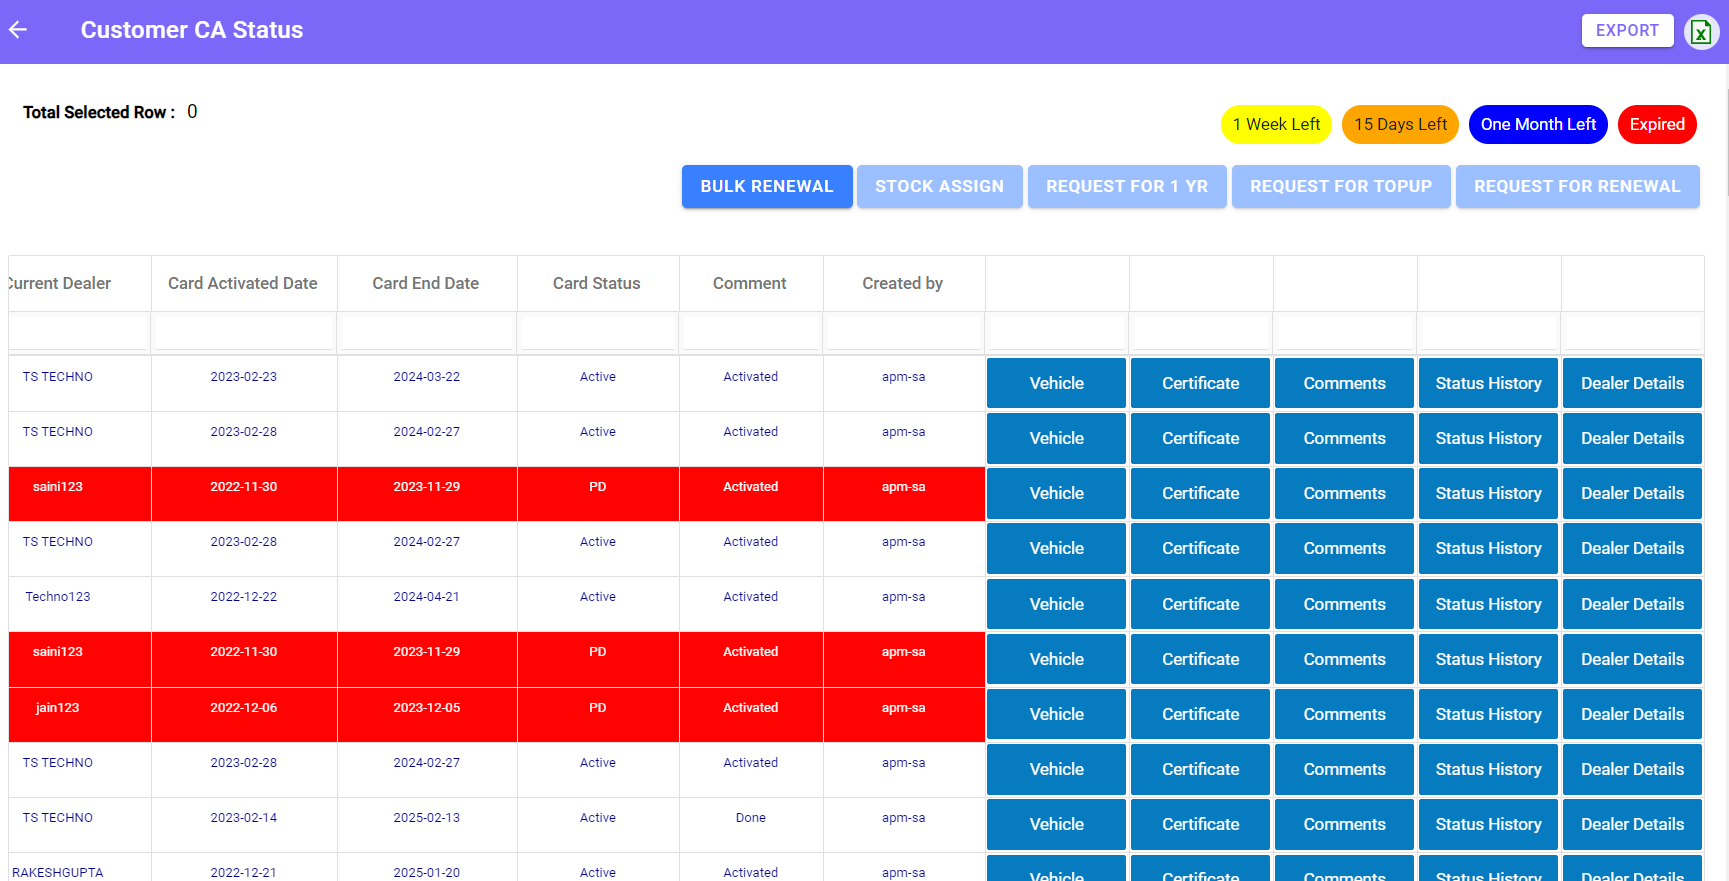 Customer CA Status
EXPORT
Total Selected Row : 0
1 Week Left 15 Days Left One Month Left Expired
BULK RENEWAL STOCK ASSIGN REQUEST FOR 1 YR REQUEST FOR TOPUP REQUEST FOR RENEWAL
Current Dealer Card Activated Date Card End Date Card Status Comment Created by
TS TECHNO 2023-02-23 2024-03-22 Active Activated apm-sa Vehicle Certificate Comments Status History Dealer Details
TS TECHNO 2023-02-28 2024-02-27 Active Activated apm-sa Vehicle Certificate Comments Status History Dealer Details
saini123 2022-11-30 2023-11-29 PD Activated apm-sa Vehicle Certificate Comments Status History Dealer Details
TS TECHNO 2023-02-28 2024-02-27 Active Activated apm-sa Vehicle Certificate Comments Status History Dealer Details
Techno123 2022-12-22 2024-04-21 Active Activated apm-sa Vehicle Certificate Comments Status History Dealer Details
saini123 2022-11-30 2023-11-29 PD Activated apm-sa Vehicle Certificate Comments Status History Dealer Details
jain123 2022-12-06 2023-12-05 PD Activated apm-sa Vehicle Certificate Comments Status History Dealer Details
TS TECHNO 2023-02-28 2024-02-27 Active Activated apm-sa Vehicle Certificate Comments Status History Dealer Details
TS TECHNO 2023-02-14 2025-02-13 Active Done apm-sa Vehicle Certificate Comments Status History Dealer Details
RAKESHGUPTA 2022-12-21 2025-01-20 Active Activated apm-sa Vehicle Certificate Comments Status History Dealer Details